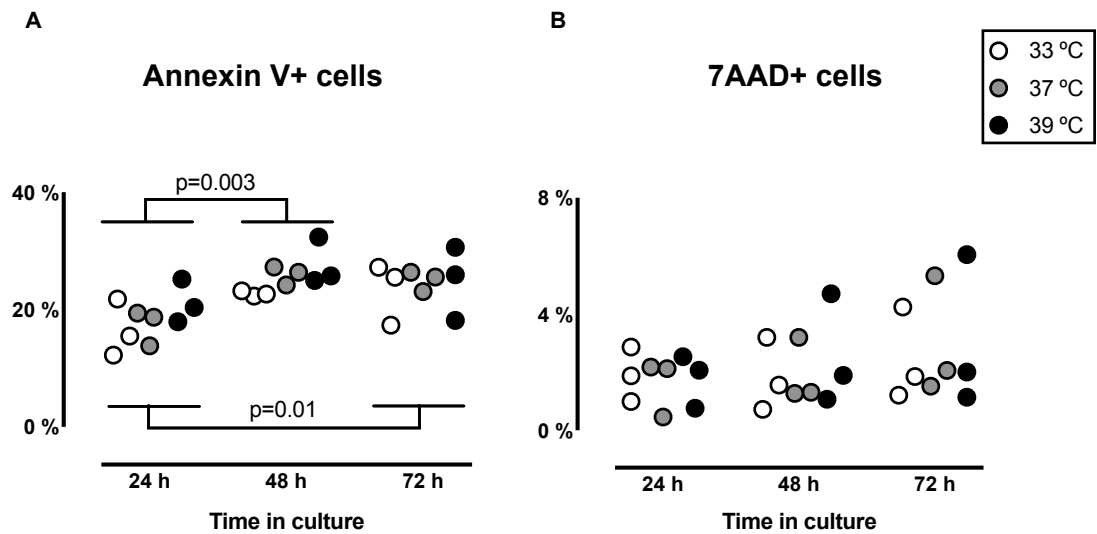 A
B
Annexin V+ cells
7AAD+ cells
33 ºC
37 ºC
39 ºC
40 %
20 %
0 %
p=0.003
p=0.01
24 h
48 h
72 h
Time in culture
8 %
4 %
0 %
24 h
48 h
72 h
Time in culture